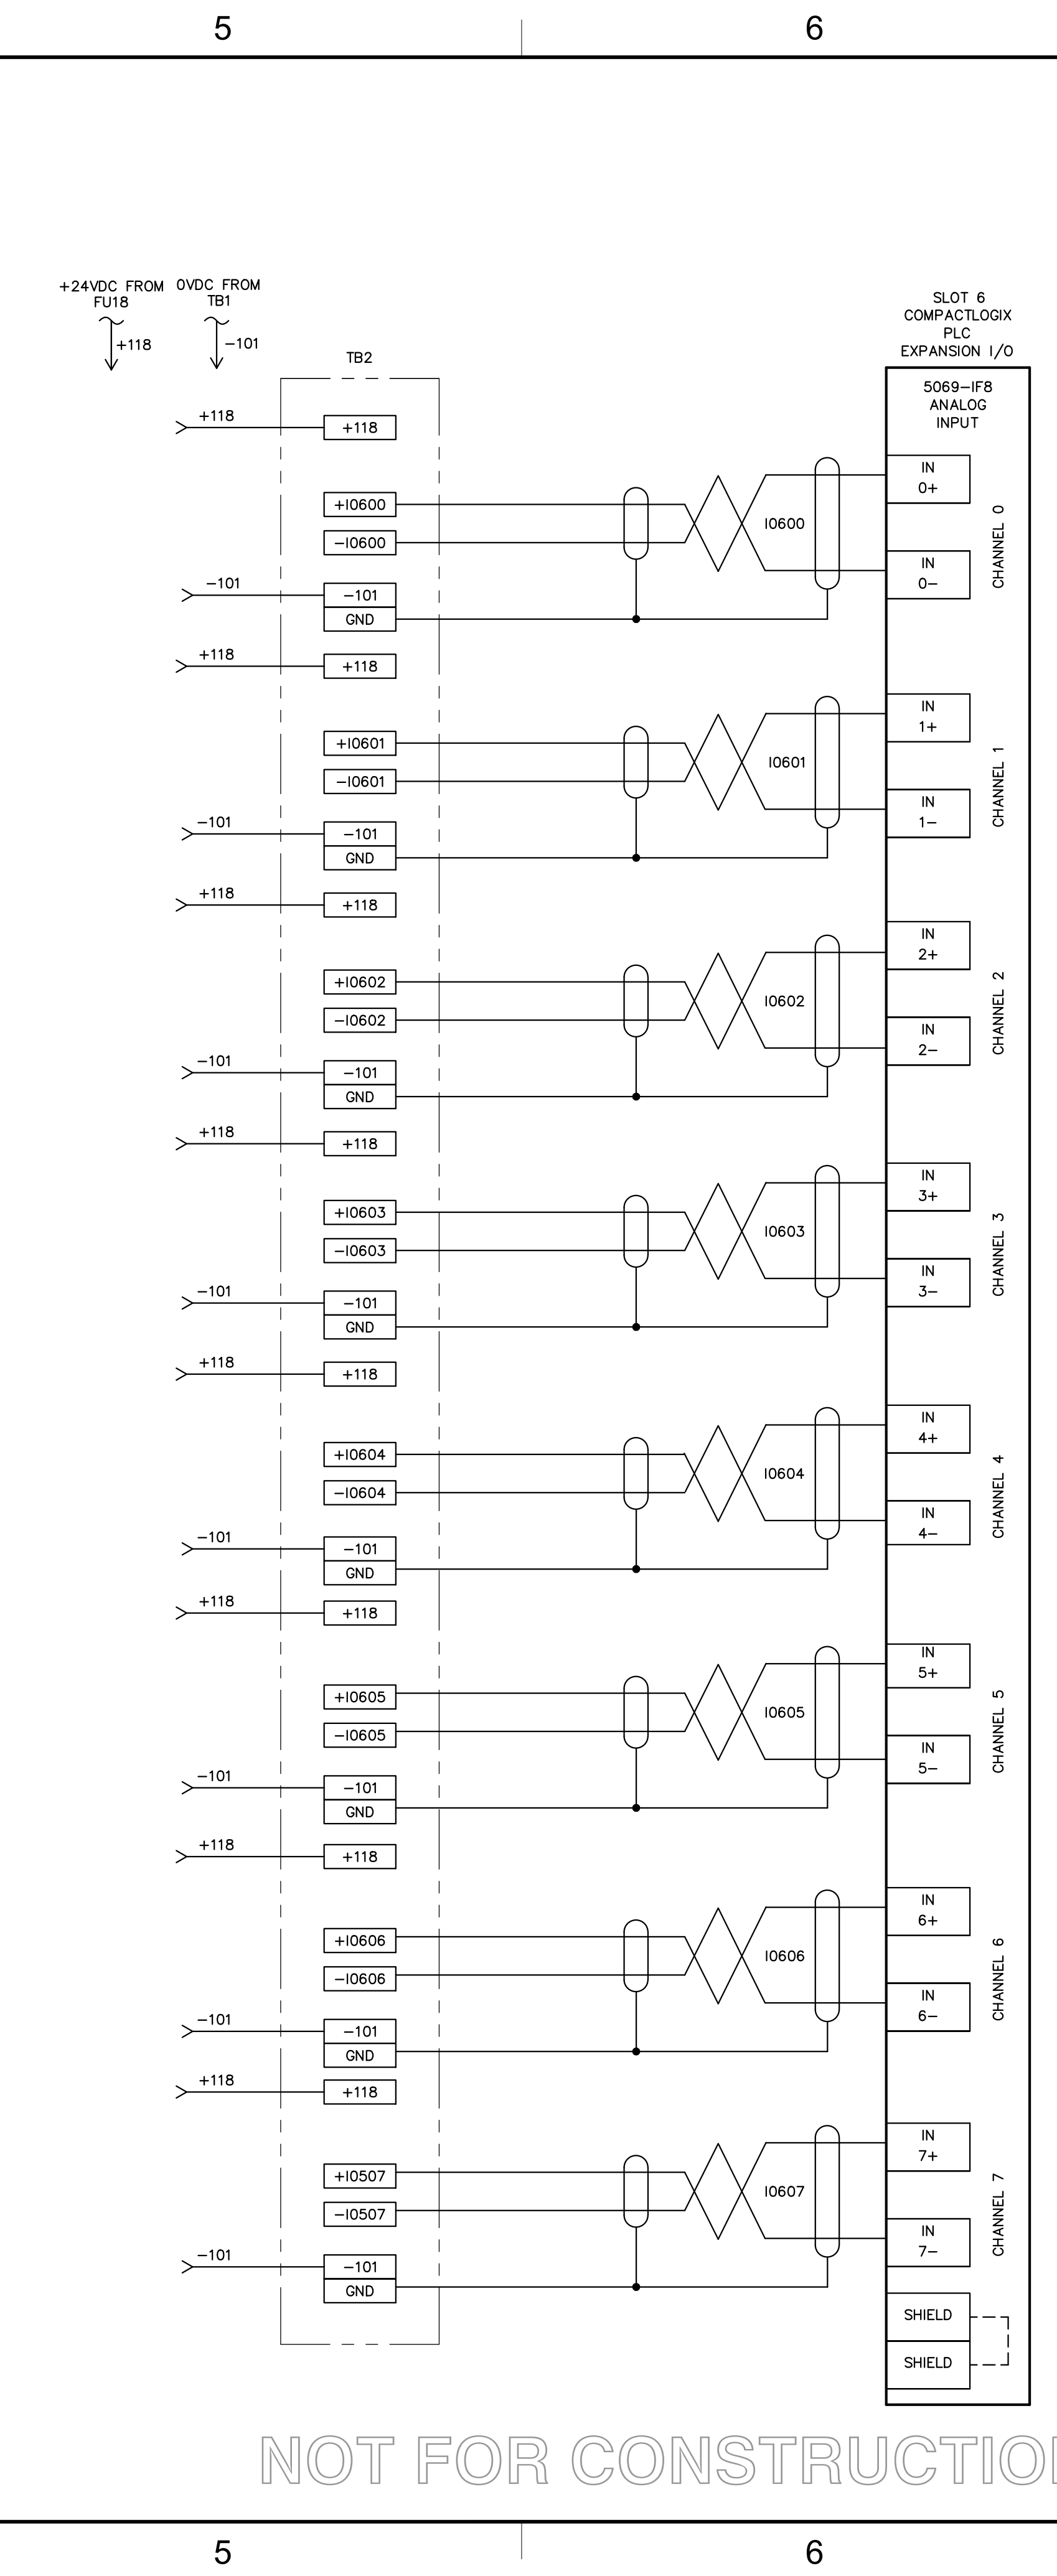 5
6
+24VDC FROM
FU18
0VDC FROM
TB1
+118
-101
TB2
SLOT 6
COMPACTLOGIX
PLC
EXPANSION I/O
5069-IF8
ANALOG
INPUT
+118
+118
+I0600
-I0600
I0600
IN
0+
IN
0-
CHANNEL 0
-101
-101
GND
+118
+118
+I0601
-I0601
I0601
IN
1+
IN
1-
CHANNEL 1
-101
-101
GND
+118
+118
+I0602
-I0602
I0602
IN
2+
IN
2-
CHANNEL 2
-101
-101
GND
+118
+118
+I0603
-I0603
I0603
IN
3+
IN
3-
CHANNEL 3
-101
-101
GND
+118
+118
+I0604
-I0604
I0604
IN
4+
IN
4-
CHANNEL 4
-101
-101
GND
+118
+118
+I0605
-I0605
I0605
IN
5+
IN
5-
CHANNEL 5
-101
-101
GND
+118
+118
+I0606
-I0606
I0606
IN
6+
IN
6-
CHANNEL 6
-101
-101
GND
+118
+118
+I0507
-I0507
I0607
IN
7+
IN
7-
CHANNEL 7
-101
-101
GND
SHIELD
SHIELD
NOT FOR CONSTRUCTIO
5
6